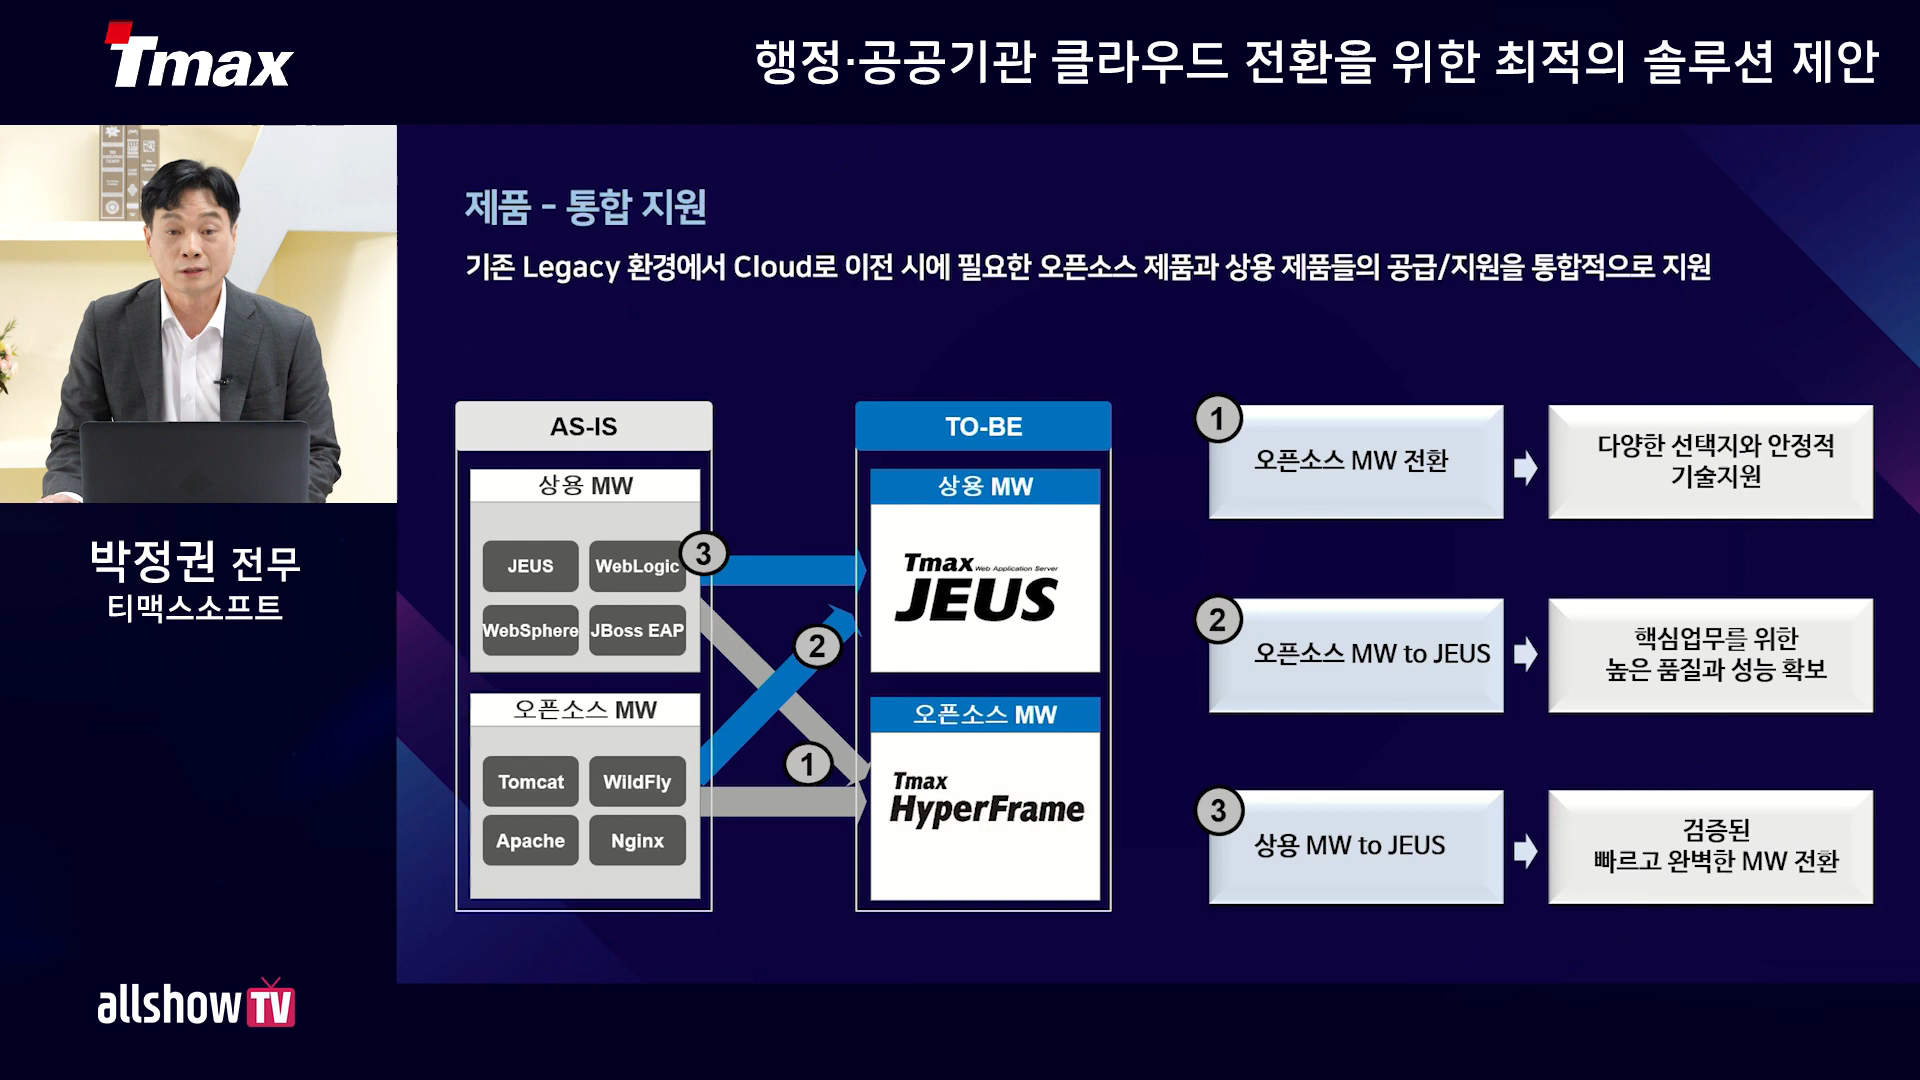 Tmax
행정·공공기관 클라우드 전환을 위한 최적의 솔루션 제안
박정권 전무
티맥스소프트
allshow TV
제품 - 통합 지원
기존 Legacy 환경에서 Cloud로 이전 시에 필요한 오픈소스 제품과 상용 제품들의 공급/지원을 통합적으로 지원
AS-IS
상용 MW
JEUS
WebLogic
WebSphere
JBoss EAP
오픈소스 MW
Tomcat
WildFly
Apache
Nginx
3
2
1
TO-BE
상용 MW
Tmax Web Application Server
JEUS
오픈소스 MW
Tmax
HyperFrame
1
오픈소스 MW 전환
다양한 선택지와 안정적
기술지원
2
오픈소스 MW to JEUS
핵심업무를 위한
높은 품질과 성능 확보
3
상용 MW to JEUS
검증된
빠르고 완벽한 MW 전환